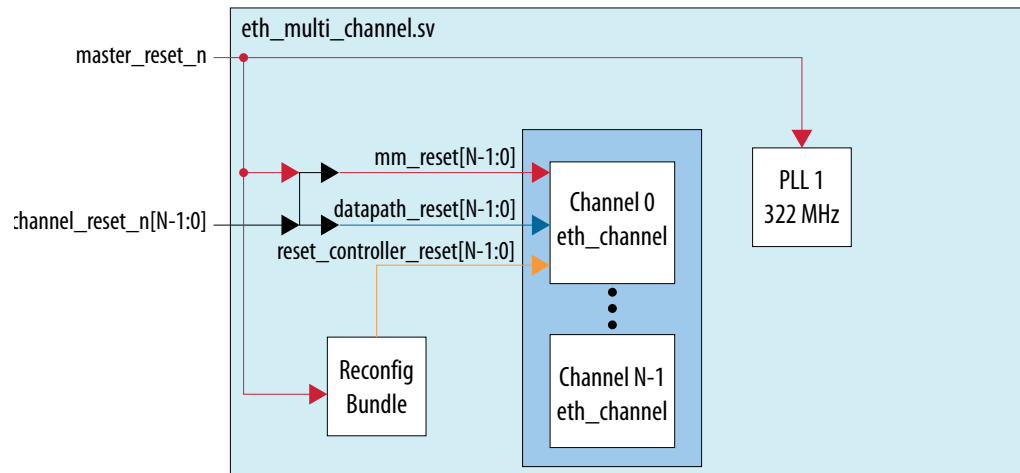 eth_multi_channel.sv
master_reset_n
mm_reset[N-1:0]
PLL 1
322 MHz
Channel 0
eth_channel
channel_reset_n[N-1:0]
datapath_reset[N-1:0]
reset_controller_reset[N-1:0]
Reconfig
Bundle
Channel N-1
eth_channel